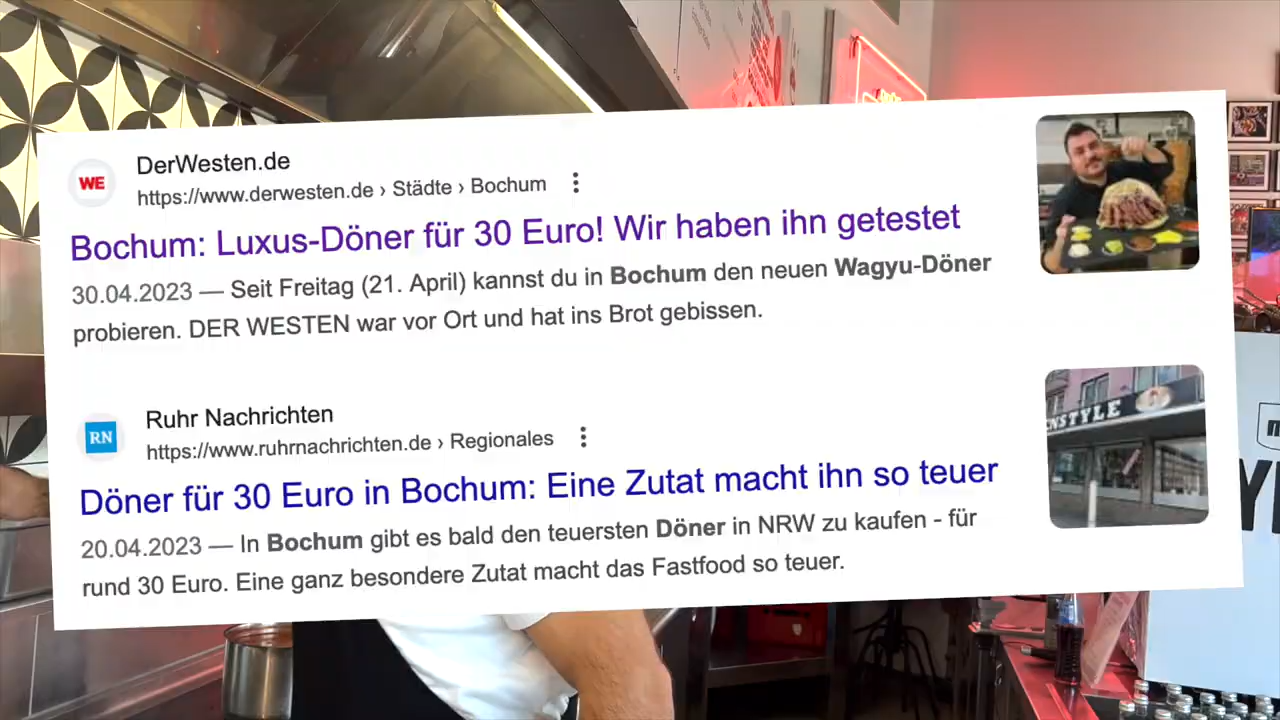 WE
DerWesten.de
https://www.derwesten.de › Städte › Bochum
Bochum: Luxus-Döner für 30 Euro! Wir haben ihn getestet
30.04.2023 — Seit Freitag (21. April) kannst du in Bochum den neuen Wagyu-Döner
probieren. DER WESTEN war vor Ort und hat ins Brot gebissen.
RN
Ruhr Nachrichten
https://www.ruhrnachrichten.de › Regionales
NSTYLE
Döner für 30 Euro in Bochum: Eine Zutat macht ihn so teuer
20.04.2023 — In Bochum gibt es bald den teuersten Döner in NRW zu kaufen - für
rund 30 Euro. Eine ganz besondere Zutat macht das Fastfood so teuer.